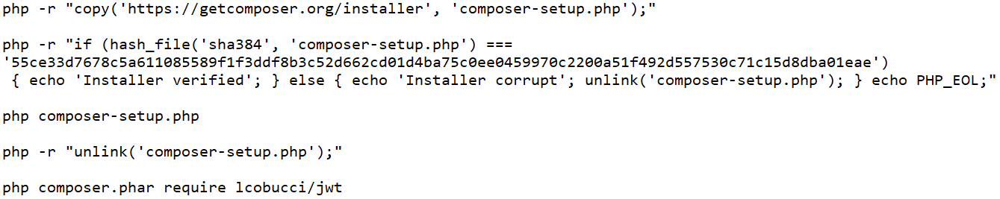 php -r "copy('https://getcomposer.org/installer', 'composer-setup.php');"
php -r "if (hash_file('sha384', 'composer-setup.php') ===
'55ce33d7678c5a611085589f1f3ddf8b3c52d662cd01d4ba75c0ee0459970c2200a51f492d557530c71c15d8dba01eae')
 { echo 'Installer verified'; } else { echo 'Installer corrupt'; unlink('composer-setup.php'); } echo PHP_EOL;"
php composer-setup.php
php -r "unlink('composer-setup.php');"
php composer.phar require lcobucci/jwt